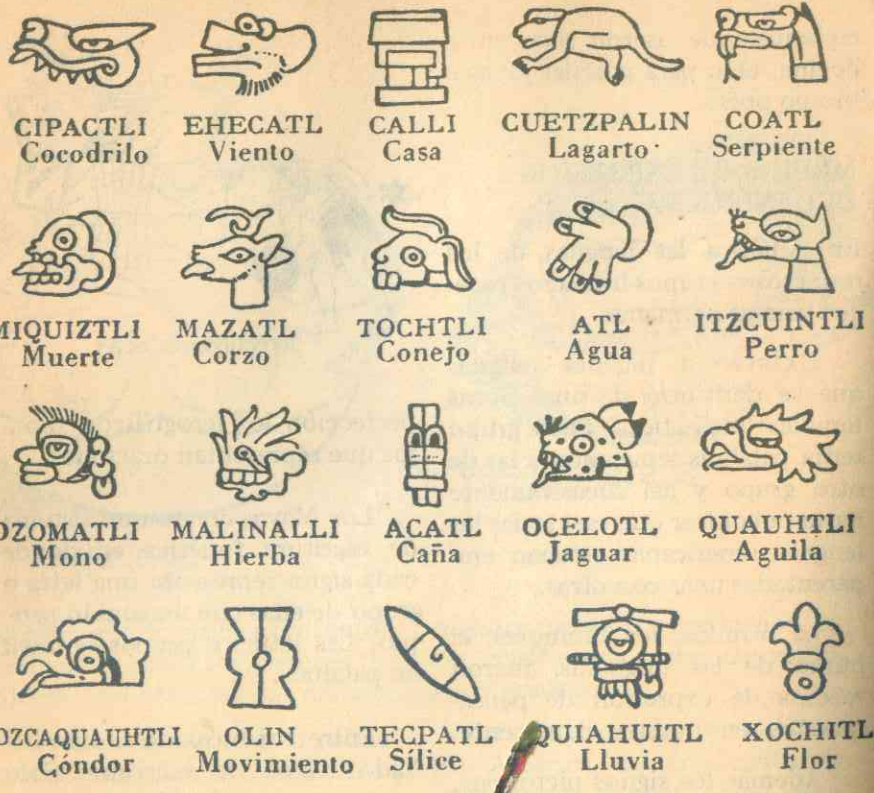 CIPACTLI EHECATL CALLI CUETZPALIN COATL
Cocodrilo Viento Casa Lagarto Serpiente
MIQUIZTLI MAZATL TOCHTLI ATL ITZCUINTLI
Muerte Corzo Conejo Agua Perro
OZOMATLI MALINALLI ACATL OCELOTL QUAUHTLI
Mono Hierba Caña Jaguar Aguila
OZCAQUAUHTLI OLIN TECPATL QUIAHUITL XOCHITL
Cóndor Movimiento Sílice Lluvia Flor